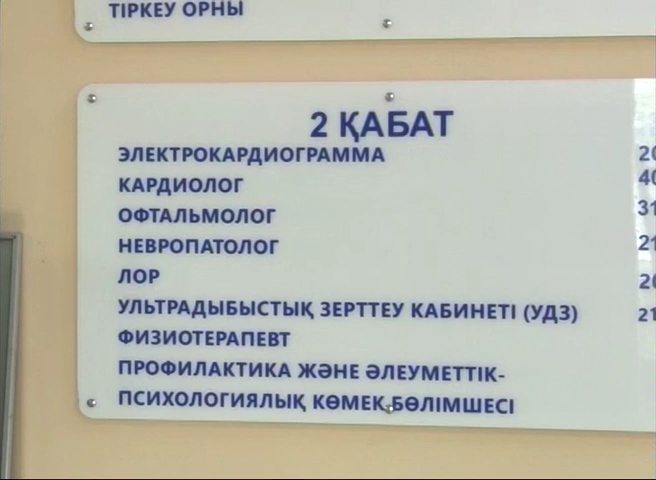 ТІРКЕУ ОРНЫ
2 ҚАБАТ
ЭЛЕКТРОКАРДИОГРАММА
КАРДИОЛОГ
ОФТАЛЬМОЛОГ
НЕВРОПАТОЛОГ
ЛОР
УЛЬТРАДЫБЫСТЫҚ ЗЕРТТЕУ КАБИНЕТІ (УДЗ)
ФИЗИОТЕРАПЕВТ
ПРОФИЛАКТИКА ЖӘНЕ ӘЛЕУМЕТТІК-
ПСИХОЛОГИЯЛЫҚ КӨМЕК БӨЛІМШЕСІ